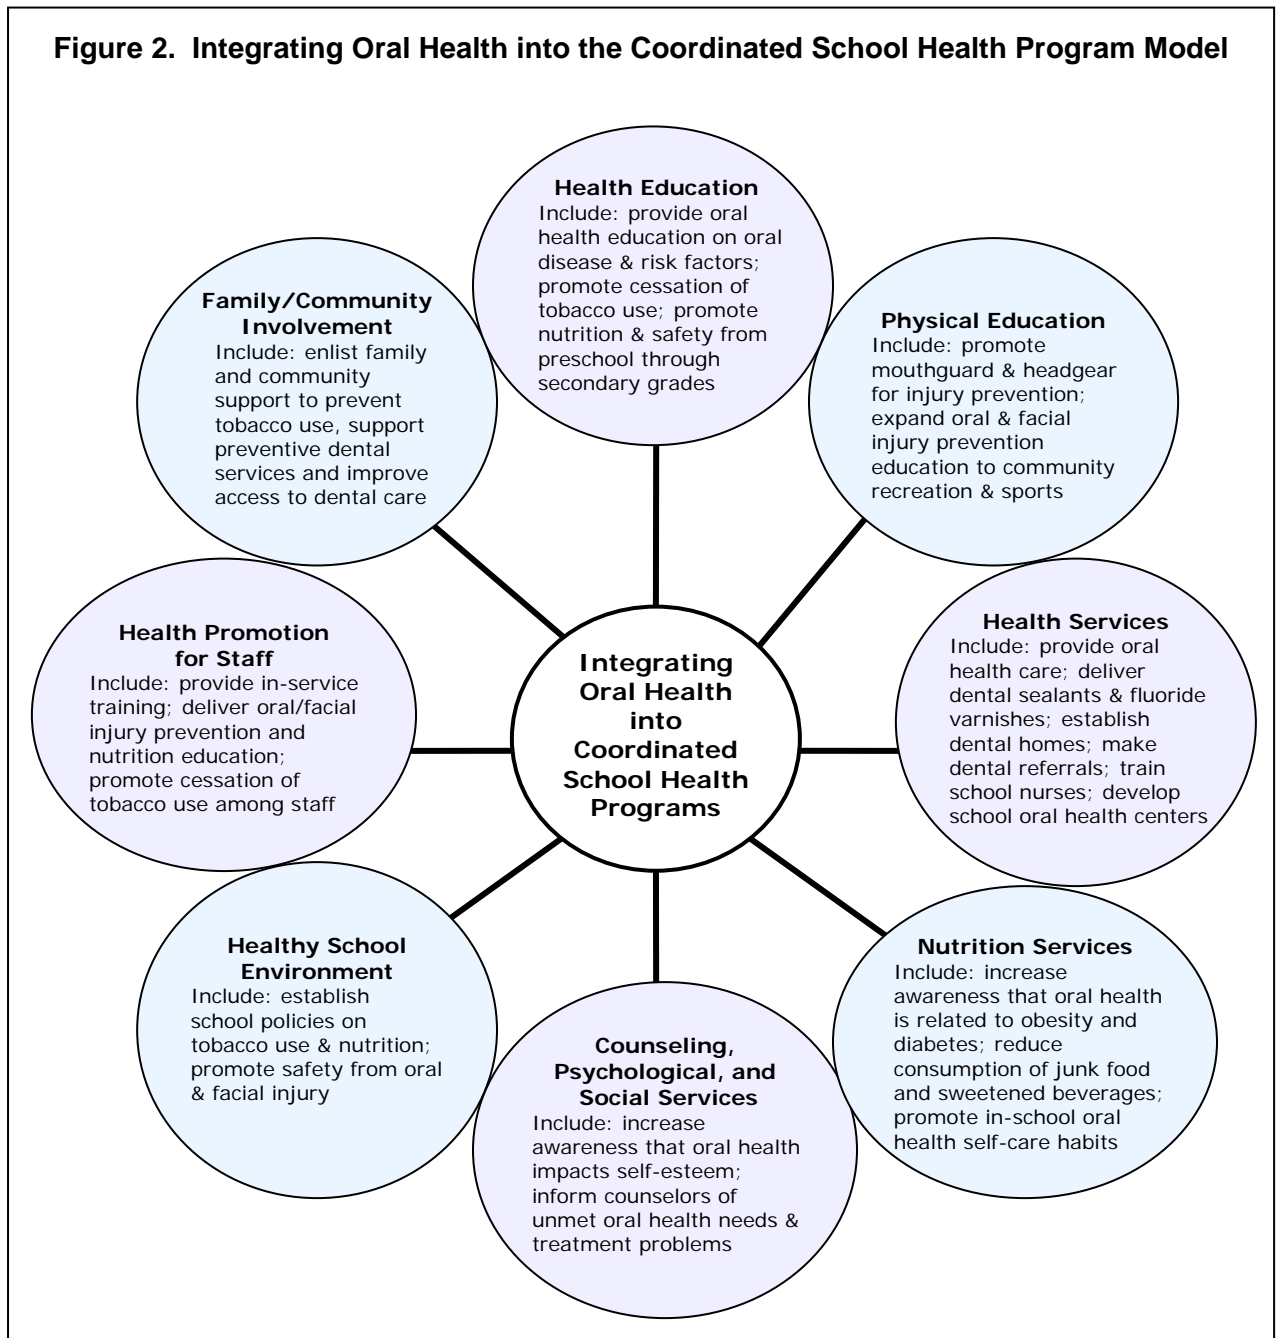 Figure 2. Integrating Oral Health into the Coordinated School Health Program Model
Health Education
Include: provide oral
health education on oral
disease & risk factors;
promote cessation of
tobacco use; promote
nutrition & safety from
preschool through
secondary grades
Physical Education
Include: promote
mouthguard & headgear
for injury prevention;
expand oral & facial
injury prevention
education to community
recreation & sports
Health Services
Include: provide oral
health care; deliver
dental sealants & fluoride
varnishes; establish
dental homes; make
dental referrals; train
school nurses; develop
school oral health centers
Nutrition Services
Include: increase
awareness that oral health
is related to obesity and
diabetes; reduce
consumption of junk food
and sweetened beverages;
promote in-school oral
health self-care habits
Counseling,
Psychological, and
Social Services
Include: increase
awareness that oral health
impacts self-esteem;
inform counselors of
unmet oral health needs &
treatment problems
Healthy School
Environment
Include: establish
school policies on
tobacco use & nutrition;
promote safety from oral
& facial injury
Health Promotion
for Staff
Include: provide in-service
training; deliver oral/facial
injury prevention and
nutrition education;
promote cessation of
tobacco use among staff
Family/Community
Involvement
Include: enlist family
and community
support to prevent
tobacco use, support
preventive dental
services and improve
access to dental care
Integrating
Oral Health
into
Coordinated
School Health
Programs